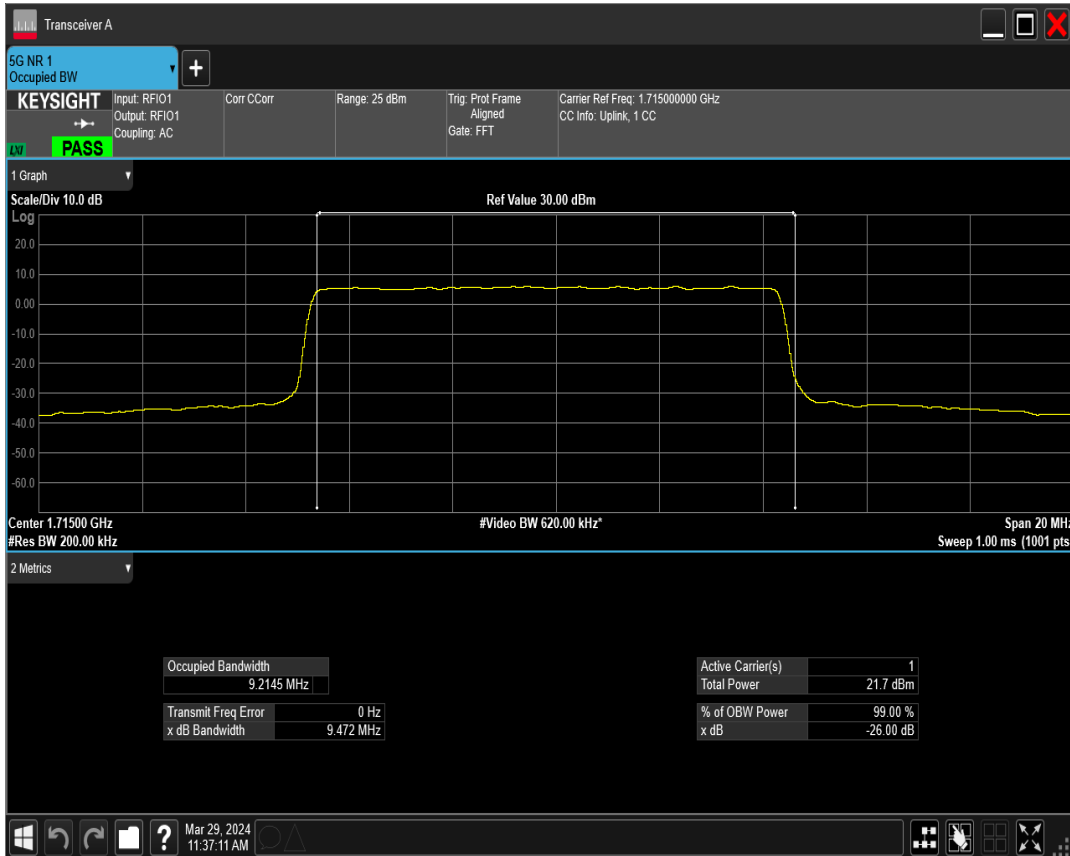 Transceiver A
5G NR 1
Occupied BW
KEYSIGHT
LXI
PASS
Input: RFIO1
Output: RFIO1
Coupling: AC
Corr CCorr
Range: 25 dBm
Trig: Prot Frame
Aligned
Gate: FFT
Carrier Ref Freq: 1.715000000 GHz
CC Info: Uplink, 1 CC
1 Graph
Scale/Div 10.0 dB
Ref Value 30.00 dBm
Log
20.0
10.0
0.00
-10.0
-20.0
-30.0
-40.0
-50.0
-60.0
Center 1.71500 GHz
#Video BW 620.00 kHz*
Span 20 MHz
#Res BW 200.00 kHz
Sweep 1.00 ms (1001 pts
2 Metrics
Occupied Bandwidth
9.2145 MHz
Transmit Freq Error 0 Hz
x dB Bandwidth 9.472 MHz
Active Carrier(s) 1
Total Power 21.7 dBm
% of OBW Power 99.00 %
x dB -26.00 dB
?
Mar 29, 2024
11:37:11 AM